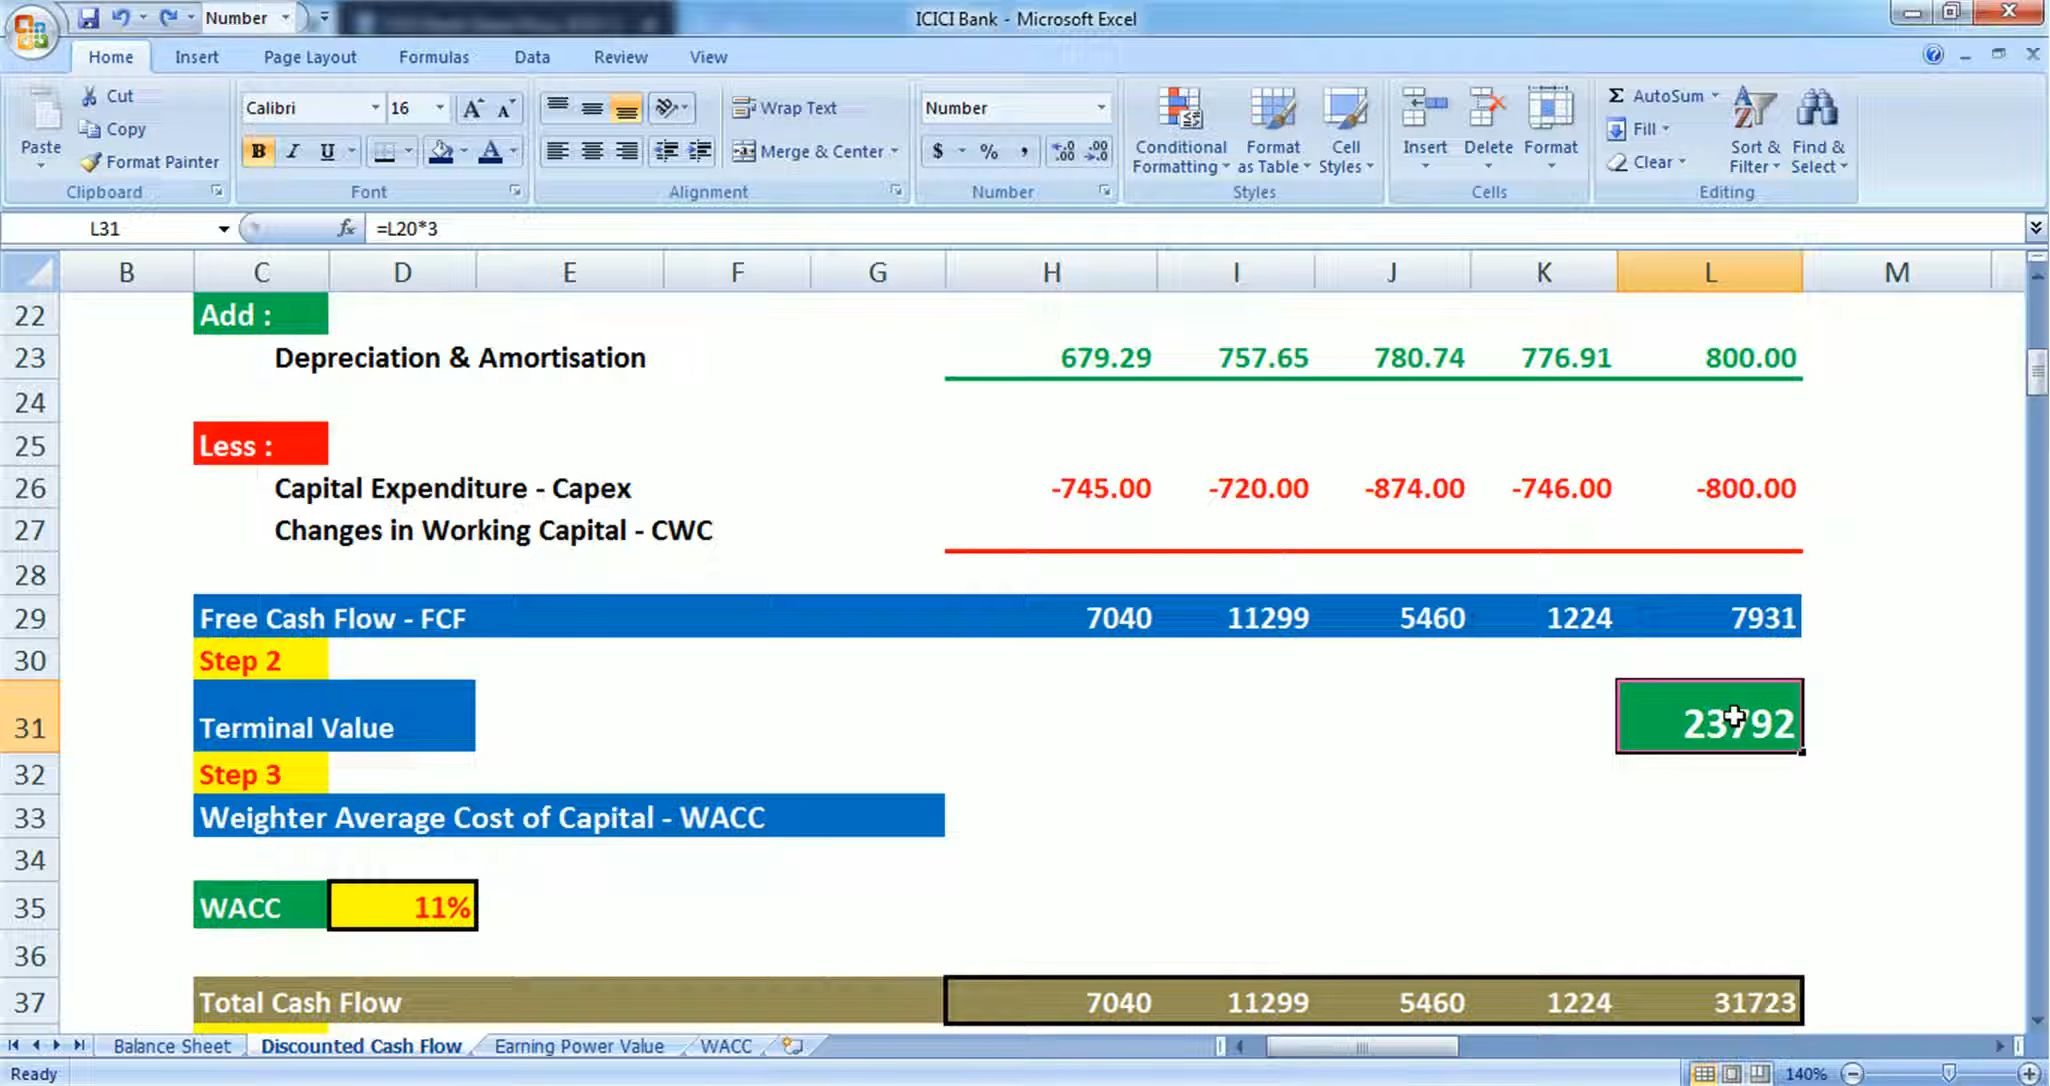 Number
ICICI Bank - Microsoft Excel
Home Insert Page Layout Formulas Data Review View
Paste
Cut
Copy
Format Painter
Clipboard
Calibri 16
B I U A
Font
Wrap Text
Merge & Center
Alignment
Number
$ % , .00 .0 .00 .0
Number
Conditional Formatting
Format as Table
Cell Styles
Styles
Insert Delete Format
Cells
Σ AutoSum
Fill
Clear
Sort & Filter
Find & Select
Editing
L31 fx =L20*3
B C D E F G H I J K L M
22 Add :
23 Depreciation & Amortisation 679.29 757.65 780.74 776.91 800.00
24
25 Less :
26 Capital Expenditure - Capex -745.00 -720.00 -874.00 -746.00 -800.00
27 Changes in Working Capital - CWC
28
29 Free Cash Flow - FCF 7040 11299 5460 1224 7931
30 Step 2
31 Terminal Value 23792
32 Step 3
33 Weighter Average Cost of Capital - WACC
34
35 WACC 11%
36
37 Total Cash Flow 7040 11299 5460 1224 31723
Balance Sheet Discounted Cash Flow Earning Power Value WACC
Ready 140%